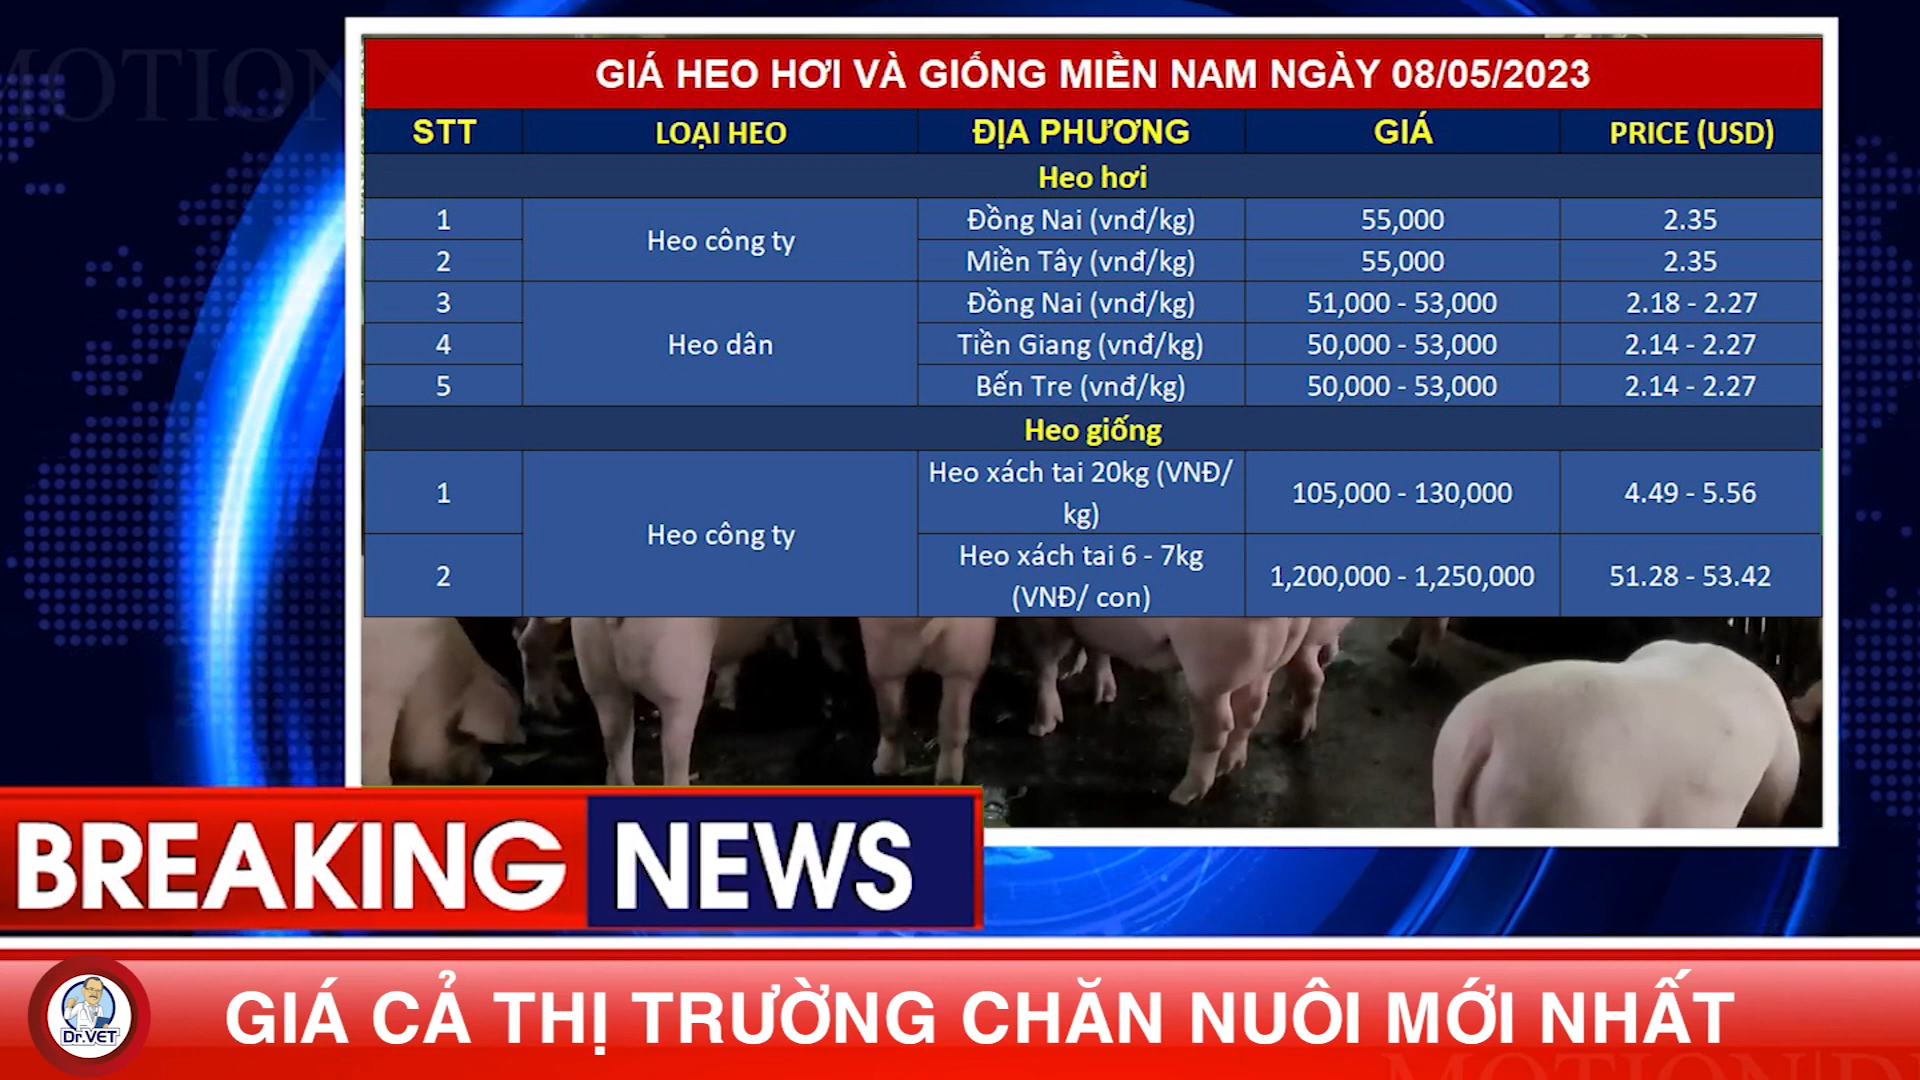 MOTION
GIÁ HEO HƠI VÀ GIỐNG MIỀN NAM NGÀY 08/05/2023
STT LOẠI HEO ĐỊA PHƯƠNG GIÁ PRICE (USD)
Heo hơi
1 Heo công ty Đồng Nai (vnđ/kg) 55,000 2.35
2 Miền Tây (vnđ/kg) 55,000 2.35
3 Heo dân Đồng Nai (vnđ/kg) 51,000 - 53,000 2.18 - 2.27
4 Tiền Giang (vnđ/kg) 50,000 - 53,000 2.14 - 2.27
5 Bến Tre (vnđ/kg) 50,000 - 53,000 2.14 - 2.27
Heo giống
1 Heo công ty Heo xách tai 20kg (VNĐ/
kg) 105,000 - 130,000 4.49 - 5.56
2 Heo xách tai 6 - 7kg
(VNĐ/ con) 1,200,000 - 1,250,000 51.28 - 53.42
BREAKING NEWS
Dr.VET
GIÁ CẢ THỊ TRƯỜNG CHĂN NUÔI MỚI NHẤT